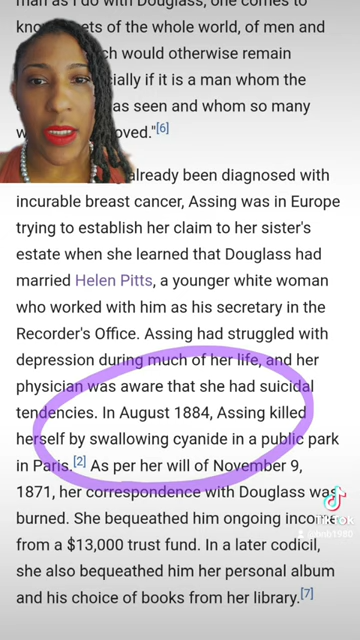 man as I do with Douglass, one comes to
ets of the whole world, of men and
ch would otherwise remain
cially if it is a man whom the
as seen and whom so many
oved."[6]
already been diagnosed with
incurable breast cancer, Assing was in Europe
trying to establish her claim to her sister's
estate when she learned that Douglass had
married Helen Pitts, a younger white woman
who worked with him as his secretary in the
Recorder's Office. Assing had struggled with
depression during much of her life, and her
physician was aware that she had suicidal
tendencies. In August 1884, Assing killed
herself by swallowing cyanide in a public park
in Paris.[2] As per her will of November 9,
1871, her correspondence with Douglass was
burned. She bequeathed him ongoing income
from a $13,000 trust fund. In a later codicil,
she also bequeathed him her personal album
and his choice of books from her library.[7]
TikTok